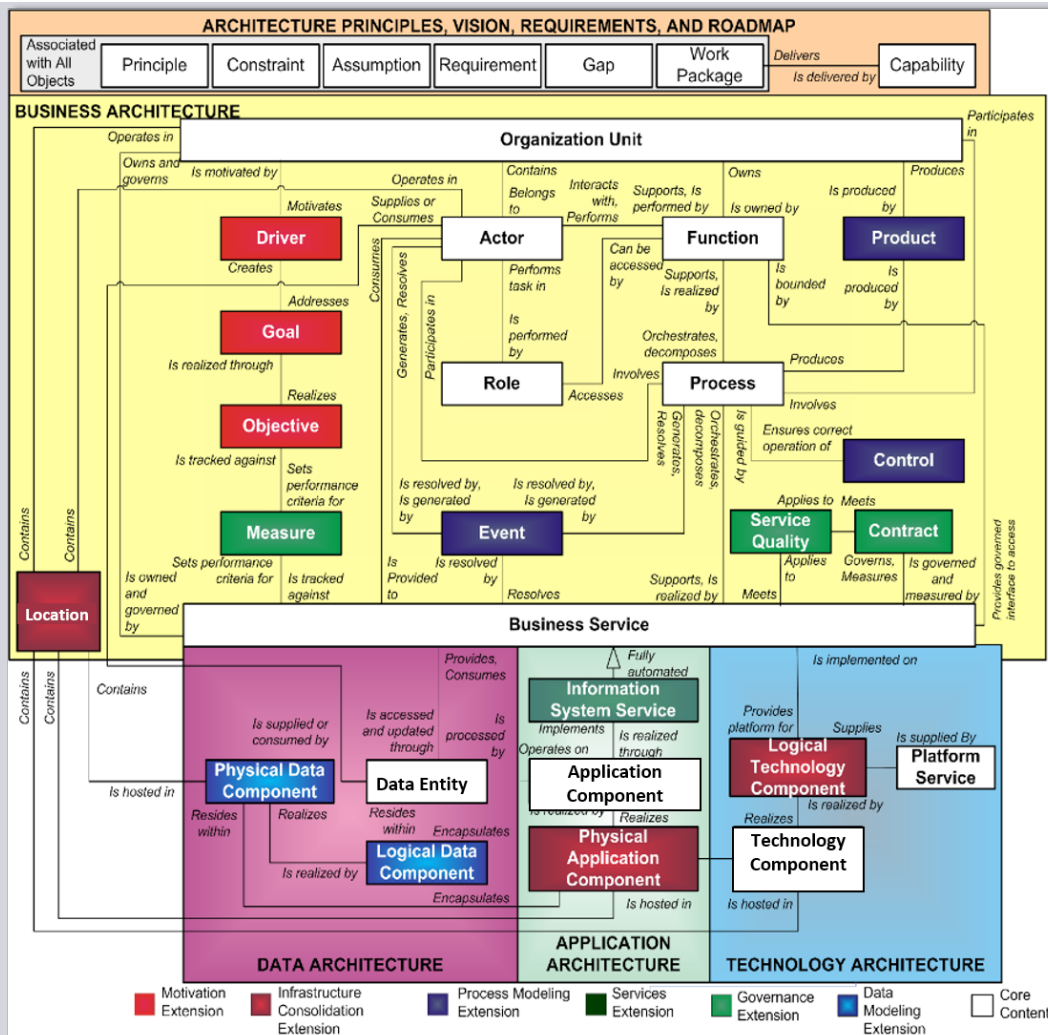 ARCHITECTURE PRINCIPLES, VISION, REQUIREMENTS, AND ROADMAP
Associated
with All
Objects
Principle
Constraint
Assumption
Requirement
Gap
Work
Package
Delivers
Is delivered by
Capability
BUSINESS ARCHITECTURE
Operates in
Organization Unit
Participates
in
Owns and
governs
Is motivated by
Contains
Owns
Produces
Operates in
Belongs
to
Interacts
with,
Performs
Supports, Is
performed by
Is produced
by
Motivates
Supplies or
Consumes
Is owned by
Driver
Actor
Function
Product
Creates
Consumes
Generates, Resolves
Participates in
Performs
task in
Can be
accessed
by
Supports,
Is realized
by
Is
bounded
by
Is
produced
by
Addresses
Goal
Is realized through
Is
performed
by
Orchestrates,
decomposes
Produces
Realizes
Role
Accesses
Involves
Process
Involves
Objective
Generates,
Resolves
Orchestrates,
decomposes
Is guided by
Ensures correct
operation of
Control
Is tracked against
Sets
performance
criteria for
Is resolved by,
Is generated
by
Is resolved by,
Is generated
by
Applies to
Meets
Measure
Event
Service
Quality
Contract
Contains
Contains
Sets performance
criteria for
Is tracked
against
Is
Provided
to
Is resolved
by
Resolves
Supports, Is
realized by
Applies
to
Meets
Governs,
Measures
Is governed
and
measured by
Provides governed
interface to access
Is owned
and
governed
by
Location
Business Service
Contains
Contains
Contains
Provides,
Consumes
Fully
automated
Is implemented on
Information
System Service
Is supplied or
consumed by
Is accessed
and updated
through
Is
processed
by
Implements
Is realized
through
Provides
platform for
Supplies
Is supplied By
Operates on
Logical
Technology
Component
Platform
Service
Is hosted in
Physical Data
Component
Data Entity
Application
Component
Is realized by
Is realized by
Resides
within
Realizes
Resides
within
Encapsulates
Realizes
Realizes
Logical Data
Component
Physical
Application
Component
Technology
Component
Is realized by
Encapsulates
Is hosted in
Is hosted in
DATA ARCHITECTURE
APPLICATION
ARCHITECTURE
TECHNOLOGY ARCHITECTURE
Motivation
Extension
Infrastructure
Consolidation
Extension
Process Modeling
Extension
Services
Extension
Governance
Extension
Data
Modeling
Extension
Core
Content